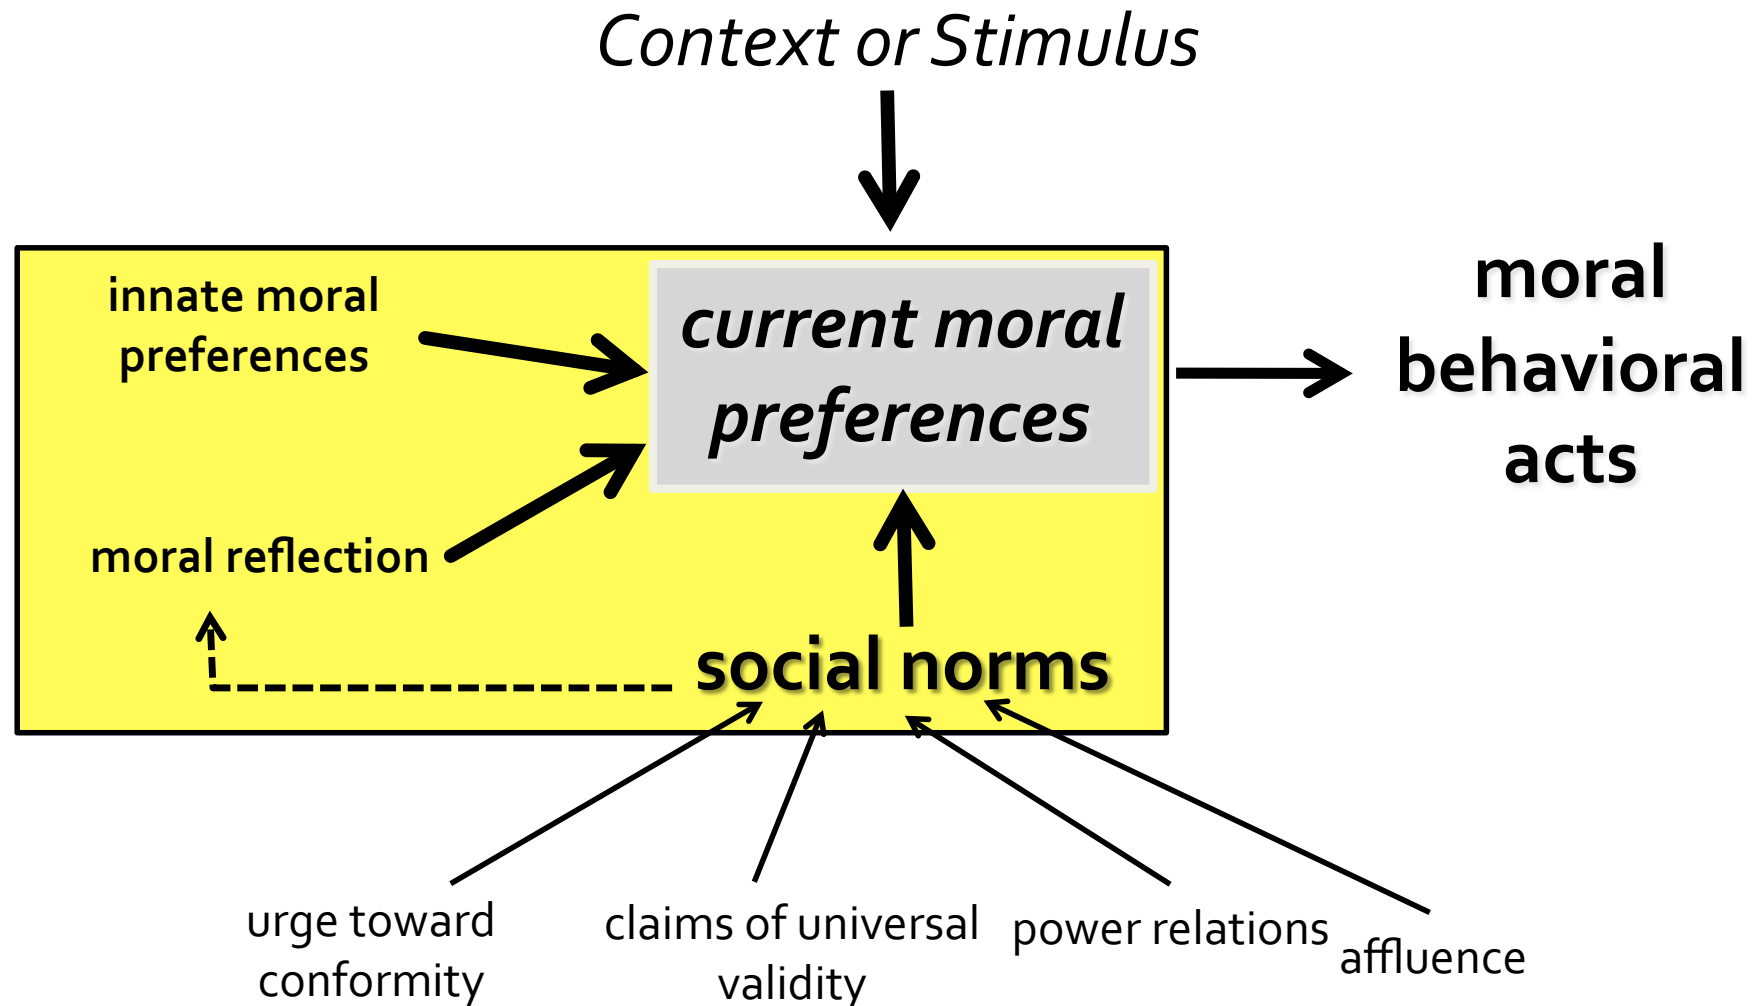 Context or Stimulus
innate moral
preferences
current moral
preferences
moral
behavioral
acts
moral reflection
social norms
urge toward
conformity
claims of universal
validity
power relations
affluence